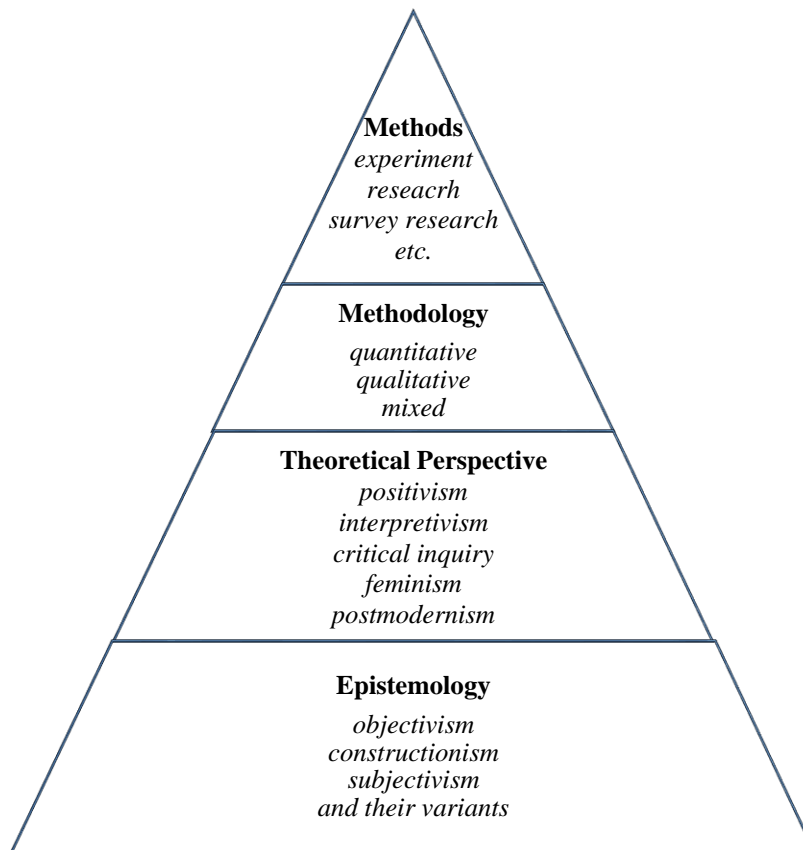 Methods
experiment
reseacrh
survey research
etc.
Methodology
quantitative
qualitative
mixed
Theoretical Perspective
positivism
interpretivism
critical inquiry
feminism
postmodernism
Epistemology
objectivism
constructionism
subjectivism
and their variants